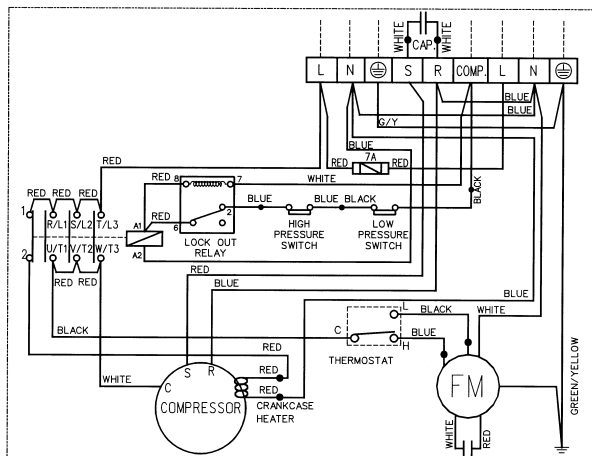 WHITE CAP. WHITE
L N S R COMP. L N
BLUE
G/Y
BLUE
BLUE
RED
RED 7A RED
RED 8 7 WHITE
BLACK
RED RED RED
1 R/L1 S/L2 T/L3
RED
2 BLUE BLUE BLACK
A1
6
LOCK OUT
RELAY
HIGH
PRESSURE
SWITCH
LOW
PRESSURE
SWITCH
2 U/T1 V/T2 W/T3
A2
RED
RED RED
BLUE
BLUE
L BLACK
WHITE
BLACK
C BLUE
H
RED
THERMOSTAT
S R
WHITE C
RED
RED
COMPRESSOR
CRANKCASE
HEATER
FM
GREEN/YELLOW
WHITE RED